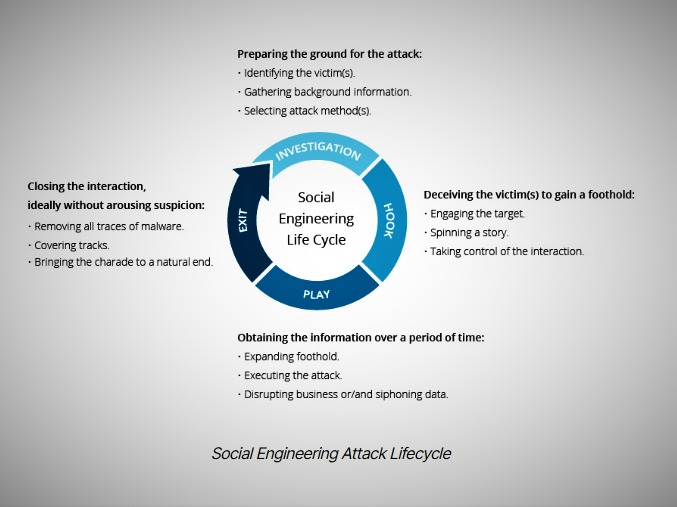 Preparing the ground for the attack:
· Identifying the victim(s).
· Gathering background information.
· Selecting attack method(s).
INVESTIGATION
Closing the interaction,
ideally without arousing suspicion:
· Removing all traces of malware.
· Covering tracks.
· Bringing the charade to a natural end.
EXIT
Social
Engineering
Life Cycle
HOOK
Deceiving the victim(s) to gain a foothold:
· Engaging the target.
· Spinning a story.
· Taking control of the interaction.
PLAY
Obtaining the information over a period of time:
· Expanding foothold.
· Executing the attack.
· Disrupting business or/and siphoning data.
Social Engineering Attack Lifecycle